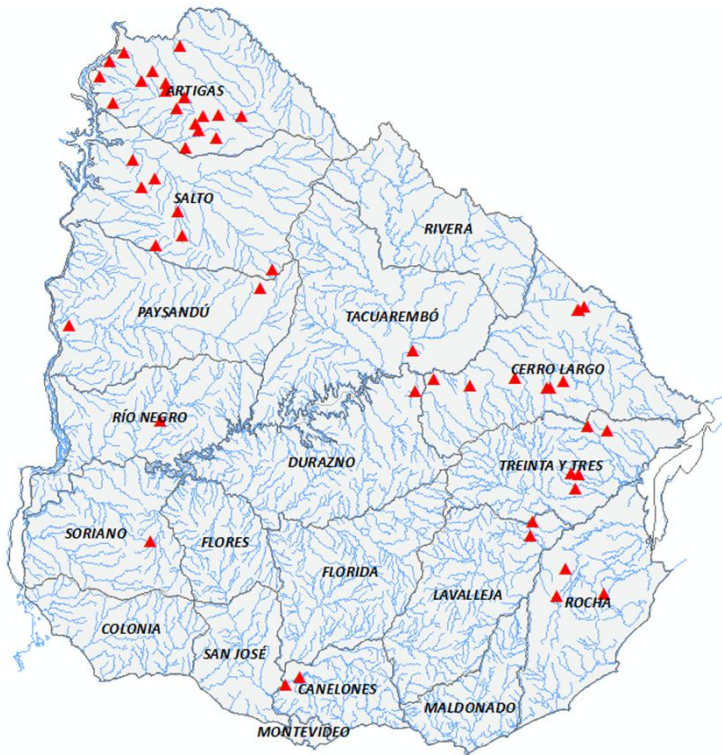 ARTIGAS
SALTO
RIVERA
PAYSANDÚ
TACUAREMBÓ
CERRO LARGO
RÍO NEGRO
DURAZNO
TREINTA Y TRES
SORIANO
FLORES
FLORIDA
LAVALLEJA
ROCHA
COLONIA
SAN JOSÉ
CANELONES
MALDONADO
MONTEVIDEO